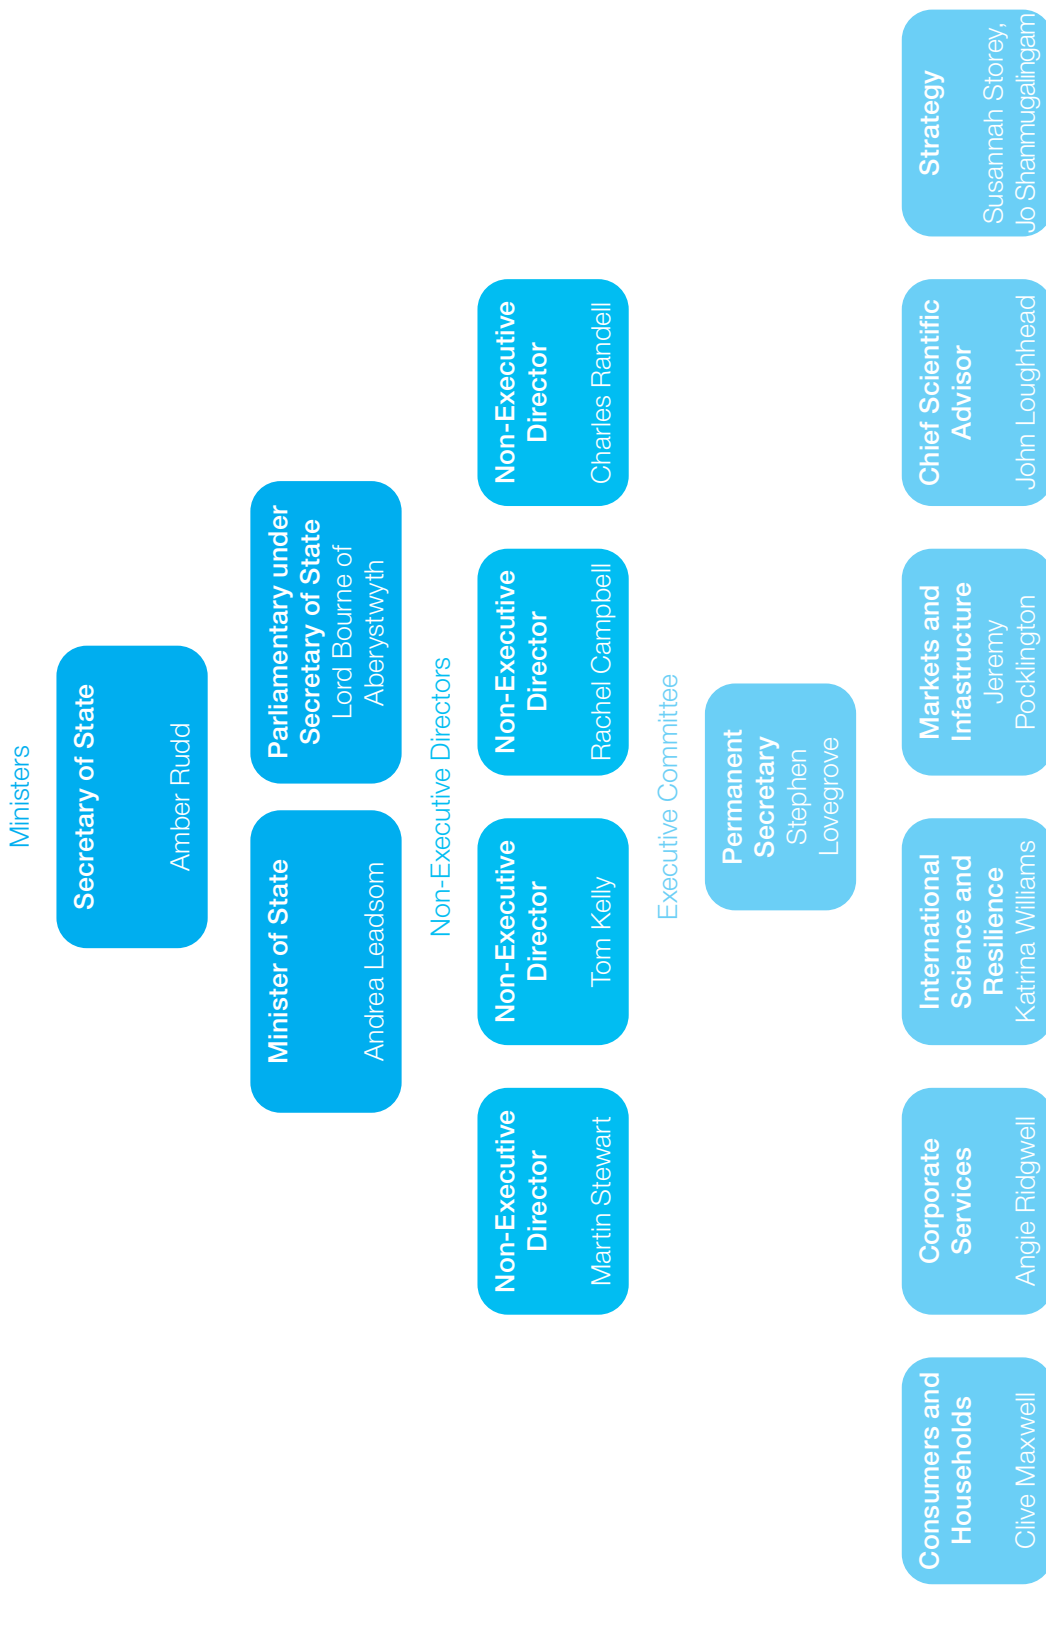 Ministers
Secretary of State
Amber Rudd
Minister of State
Andrea Leadsom
Parliamentary under
Secretary of State
Lord Bourne of
Aberystwyth
Non-Executive Directors
Non-Executive
Director
Martin Stewart
Non-Executive
Director
Tom Kelly
Non-Executive
Director
Rachel Campbell
Non-Executive
Director
Charles Randell
Executive Committee
Permanent
Secretary
Stephen
Lovegrove
Consumers and
Households
Clive Maxwell
Corporate
Services
Angie Ridgwell
International
Science and
Resilience
Katrina Williams
Markets and
Infastructure
Jeremy
Pocklington
Chief Scientific
Advisor
John Loughhead
Strategy
Susannah Storey,
Jo Shanmugalingam